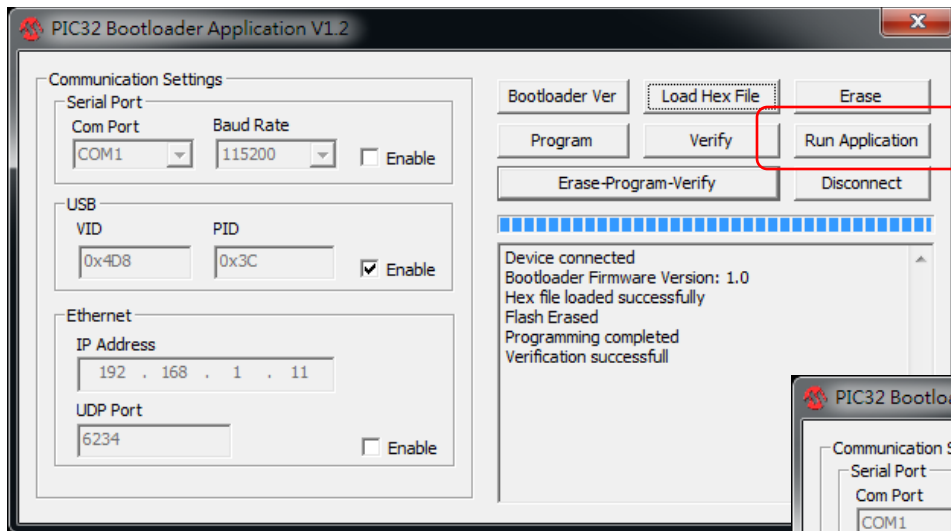 PIC32 Bootloader Application V1.2
Communication Settings
Serial Port
Com Port
Baud Rate
COM1
115200
Enable
USB
VID
PID
0x4D8
0x3C
Enable
Ethernet
IP Address
192 . 168 . 1 . 11
UDP Port
6234
Enable
Bootloader Ver
Load Hex File
Erase
Program
Verify
Run Application
Erase-Program-Verify
Disconnect
Device connected
Bootloader Firmware Version: 1.0
Hex file loaded successfully
Flash Erased
Programming completed
Verification successfull
PIC32 Bootloa
Communication S
Serial Port
Com Port
COM1